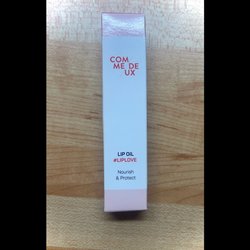 COM
ME DE
UX
LIP OIL
#LIPLOVE
Nourish
& Protect